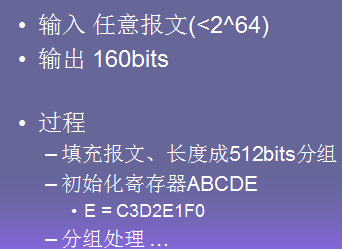 • 输入 任意报文(<2^64)
• 输出 160bits
• 过程
– 填充报文、长度成512bits分组
– 初始化寄存器ABCDE
• E = C3D2E1F0
– 分组处理 ...